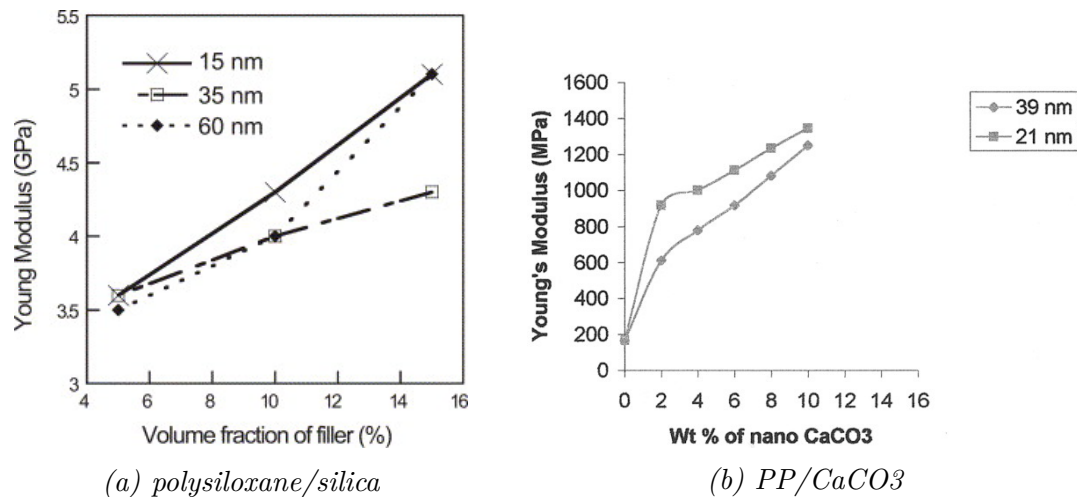 5.5
5
4.5
4
3.5
3
Young Modulus (GPa)
15 nm
35 nm
60 nm
4 6 8 10 12 14 16
Volume fraction of filler (%)
(a) polysiloxane/silica
1600
1400
1200
1000
800
600
400
200
0
Young's Modulus (MPa)
0 2 4 6 8 10 12 14 16
Wt % of nano CaCO3
39 nm
21 nm
(b) PP/CaCO3